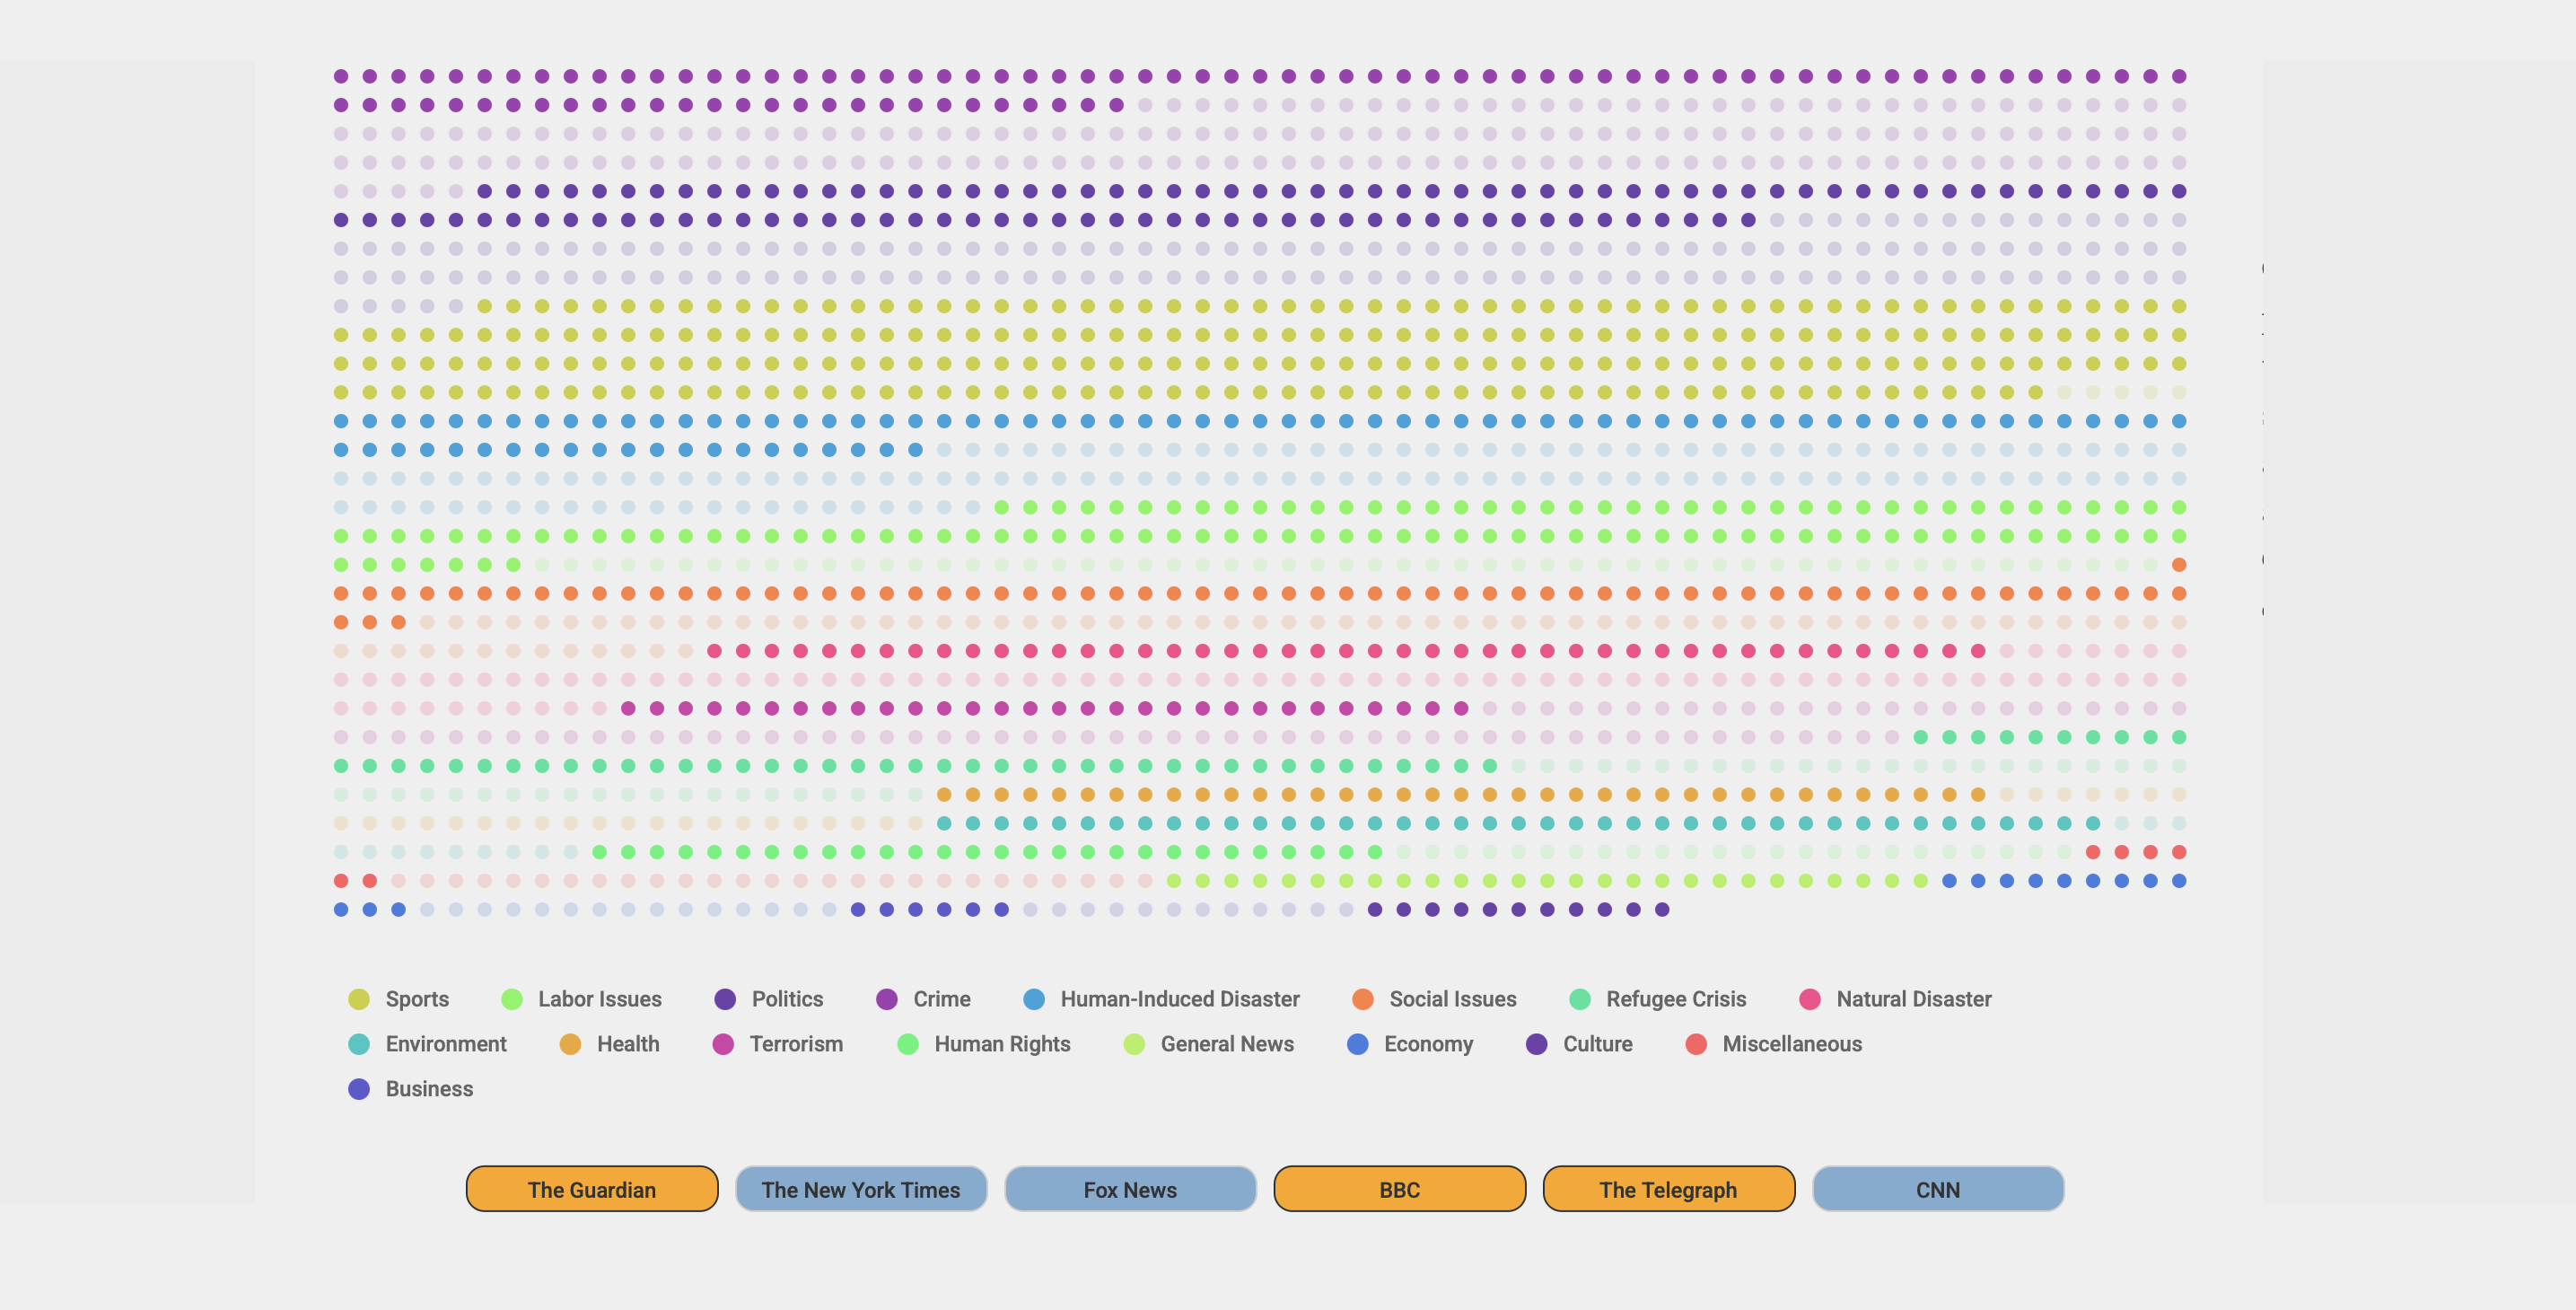 Sports Labor Issues Politics Crime Human-Induced Disaster Social Issues Refugee Crisis Natural Disaster
Environment Health Terrorism Human Rights General News Economy Culture Miscellaneous
Business
The Guardian The New York Times Fox News BBC The Telegraph CNN